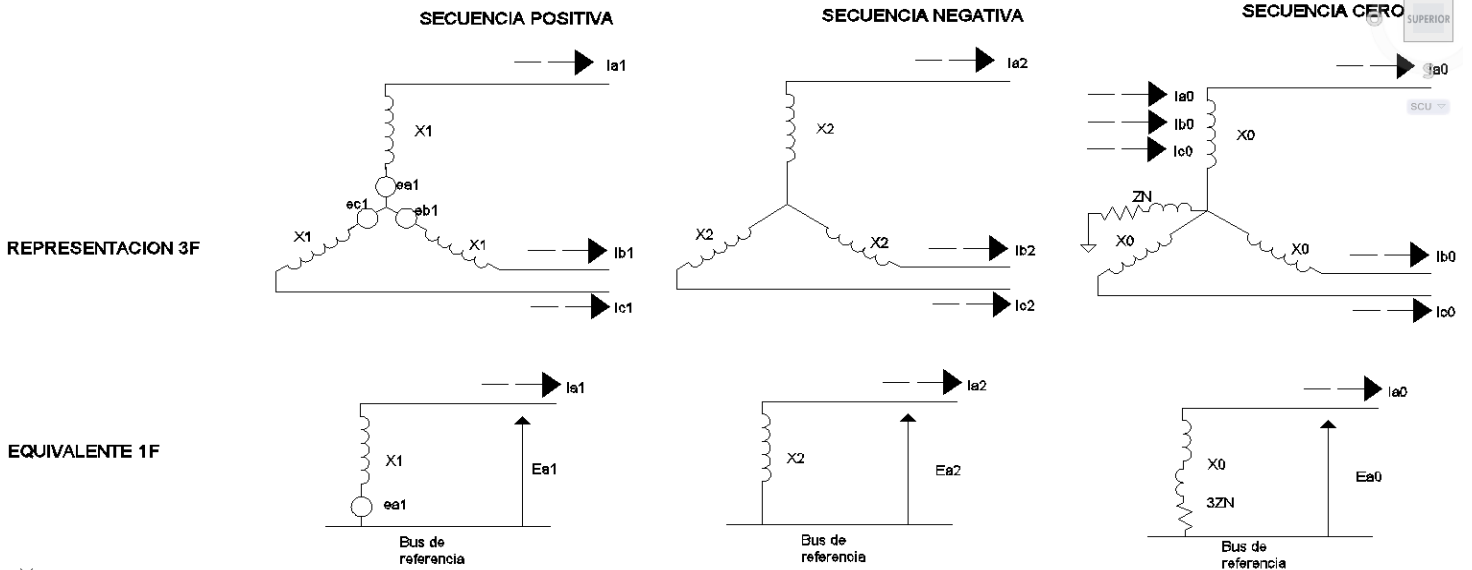 SECUENCIA POSITIVA
SECUENCIA NEGATIVA
SECUENCIA CERO
SUPERIOR
SCU
REPRESENTACION 3F
Ia1
X1
ea1
ec1
eb1
X1
X1
Ib1
Ic1
Ia2
X2
X2
X2
Ib2
Ic2
Ia0
Ia0
Ib0
Ic0
X0
ZN
X0
X0
Ib0
Ic0
EQUIVALENTE 1F
Ia1
X1
Ea1
ea1
Bus de
referencia
Ia2
X2
Ea2
Bus de
referencia
Ia0
X0
Ea0
3ZN
Bus de
referencia